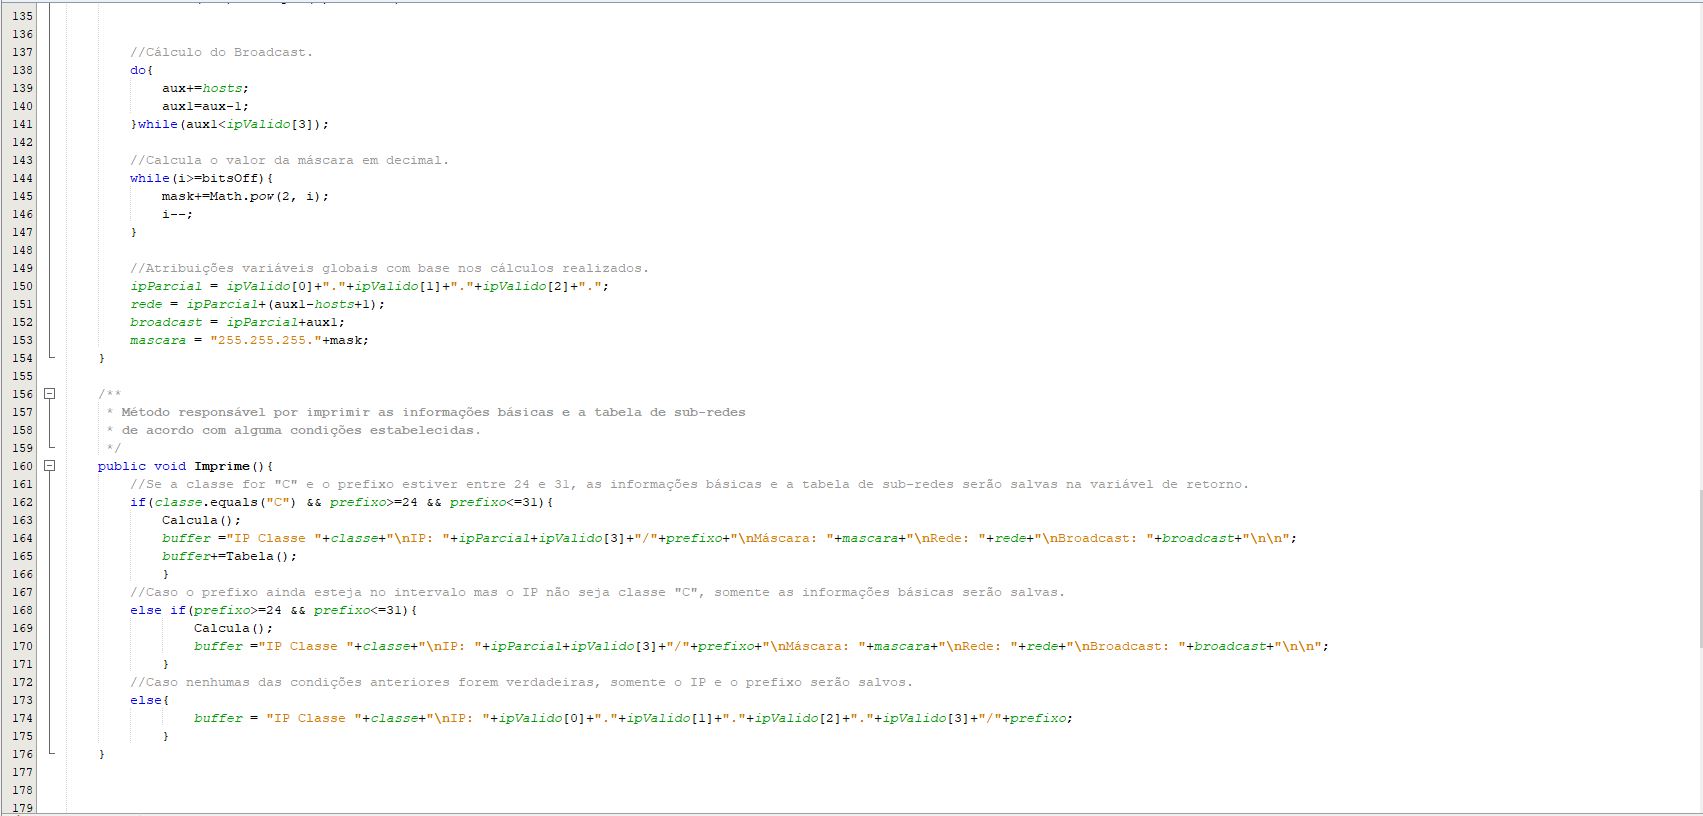 135
136
137 //Cálculo do Broadcast.
138 do{
139 aux+=hosts;
140 aux1=aux-1;
141 }while(aux1<ipValido[3]);
142
143 //Calcula o valor da máscara em decimal.
144 while(i>=bitsOff){
145 mask+=Math.pow(2, i);
146 i--;
147 }
148
149 //Atribuições variáveis globais com base nos cálculos realizados.
150 ipParcial = ipValido[0]+"."+ipValido[1]+"."+ipValido[2]+".";
151 rede = ipParcial+(aux1-hosts+1);
152 broadcast = ipParcial+aux1;
153 mascara = "255.255.255."+mask;
154 }
155
156 /**
157 * Método responsável por imprimir as informações básicas e a tabela de sub-redes
158 * de acordo com alguma condições estabelecidas.
159 */
160 public void Imprime(){
161 //Se a classe for "C" e o prefixo estiver entre 24 e 31, as informações básicas e a tabela de sub-redes serão salvas na variável de retorno.
162 if(classe.equals("C") && prefixo>=24 && prefixo<=31){
163 Calcula();
164 buffer ="IP Classe "+classe+"\nIP: "+ipParcial+ipValido[3]+"/"+prefixo+"\nMáscara: "+mascara+"\nRede: "+rede+"\nBroadcast: "+broadcast+"\n\n";
165 buffer+=Tabela();
166 }
167 //Caso o prefixo ainda esteja no intervalo mas o IP não seja classe "C", somente as informações básicas serão salvas.
168 else if(prefixo>=24 && prefixo<=31){
169 Calcula();
170 buffer ="IP Classe "+classe+"\nIP: "+ipParcial+ipValido[3]+"/"+prefixo+"\nMáscara: "+mascara+"\nRede: "+rede+"\nBroadcast: "+broadcast+"\n\n";
171 }
172 //Caso nenhumas das condições anteriores forem verdadeiras, somente o IP e o prefixo serão salvos.
173 else{
174 buffer = "IP Classe "+classe+"\nIP: "+ipValido[0]+"."+ipValido[1]+"."+ipValido[2]+"."+ipValido[3]+"/"+prefixo;
175 }
176 }
177
178
179